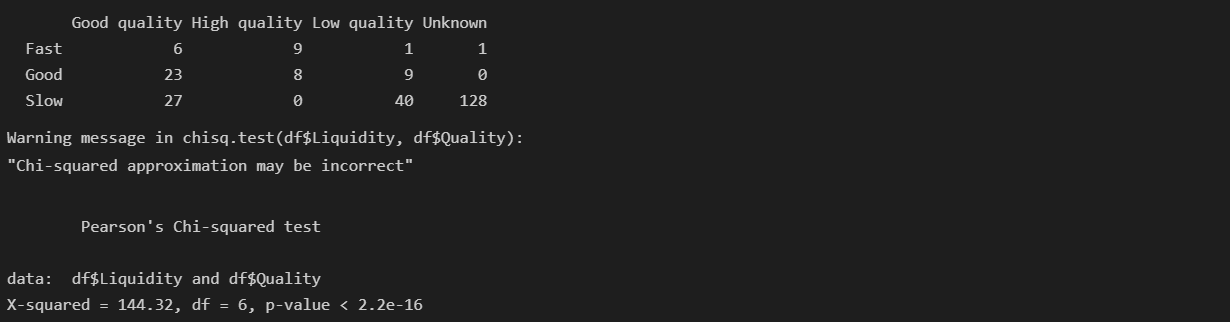 Good quality High quality Low quality Unknown
Fast 6 9 1 1
Good 23 8 9 0
Slow 27 0 40 128
Warning message in chisq.test(df$Liquidity, df$Quality):
"Chi-squared approximation may be incorrect"
Pearson's Chi-squared test
data: df$Liquidity and df$Quality
X-squared = 144.32, df = 6, p-value < 2.2e-16